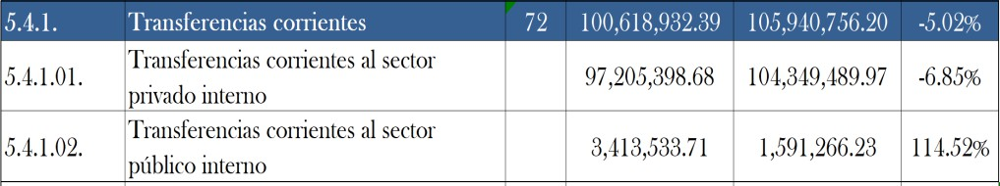 5.4.1. Transferencias corrientes 72 100,618,932.39 105,940,756.20 -5.02%
5.4.1.01. Transferencias corrientes al sector privado interno 97,205,398.68 104,349,489.97 -6.85%
5.4.1.02. Transferencias corrientes al sector público interno 3,413,533.71 1,591,266.23 114.52%